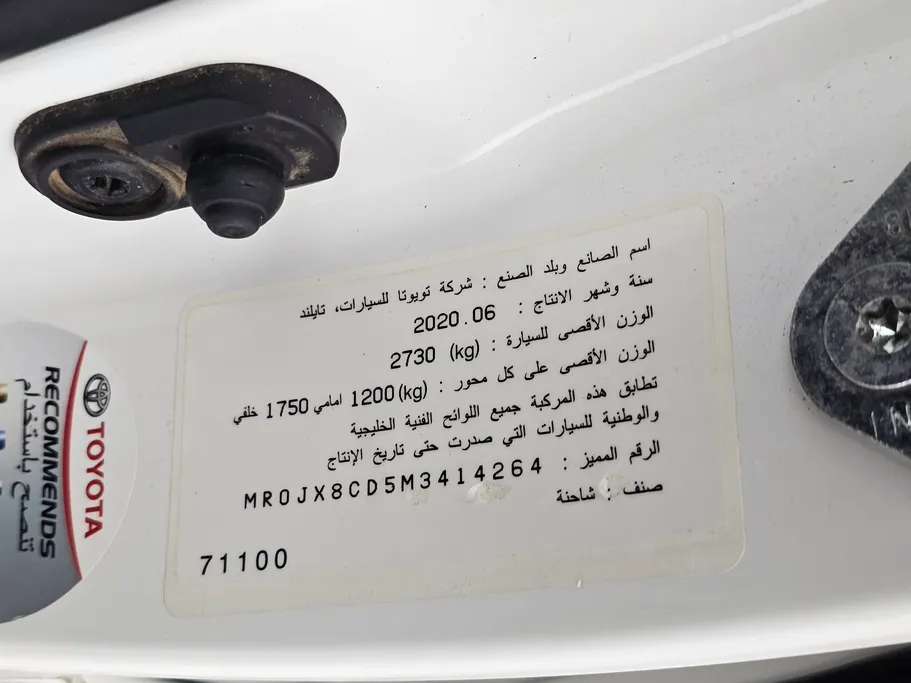 اسم الصانع وبلد الصنع : شركة تويوتا للسيارات، تايلند
سنة وشهر الانتاج : 2020.06
الوزن الأقصى للسيارة : (kg) 2730
الوزن الأقصى على كل محور : (kg) 1200 امامي 1750 خلفي
تطابق هذه المركبة جميع اللوائح الفنية الخليجية
والوطنية للسيارات التي صدرت حتى تاريخ الإنتاج
الرقم المميز : MR0JX8CD5M3414264
صنف : شاحنة
71100
TOYOTA
RECOMMENDS
تنصح باستخدام